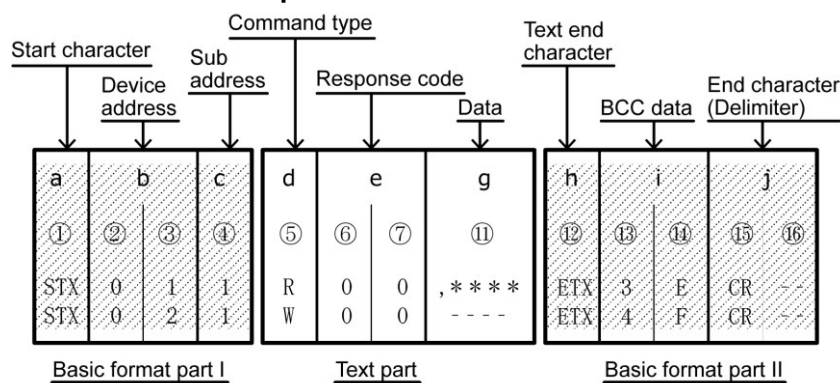 Command type
Text end
character
Start character
Sub
address
Device
address
Response code
End character
(Delimiter)
Data
BCC data
a b c d e g h i j
① ② ③ ④ ⑤ ⑥ ⑦ ⑪ ⑫ ⑬ ⑭ ⑮ ⑯
STX 0 1 1 R 0 0 ,**** ETX 3 E CR --
STX 0 2 1 W 0 0 ---- ETX 4 F CR --
Basic format part I Text part Basic format part II